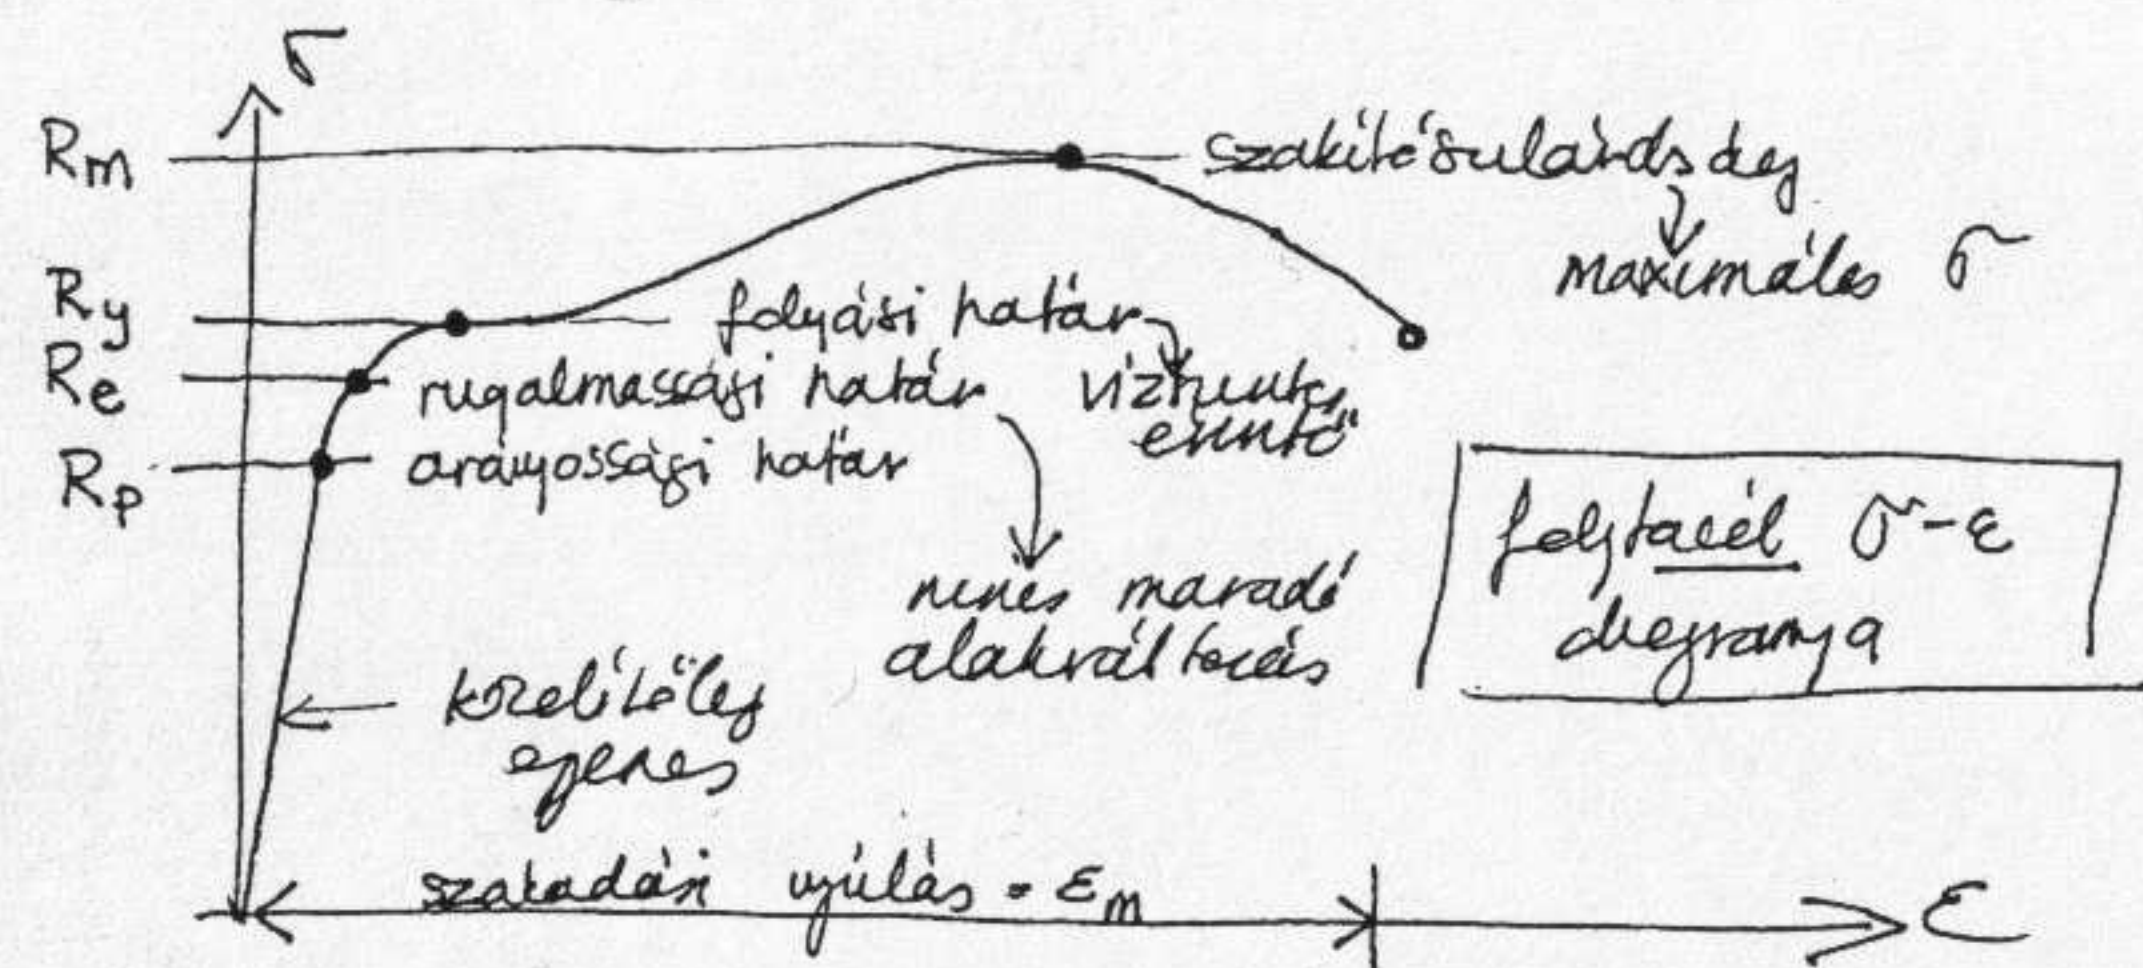 σ
Rm
szakítószilárdság
maximális σ
Ry
folyási határ
Re
rugalmassági határ
vízszintes
érintő
Rp
arányossági határ
nincs maradó
alakváltozás
folytacél σ-ε
diagramja
közelítőleg
egyenes
szakadási nyúlás = εm
ε